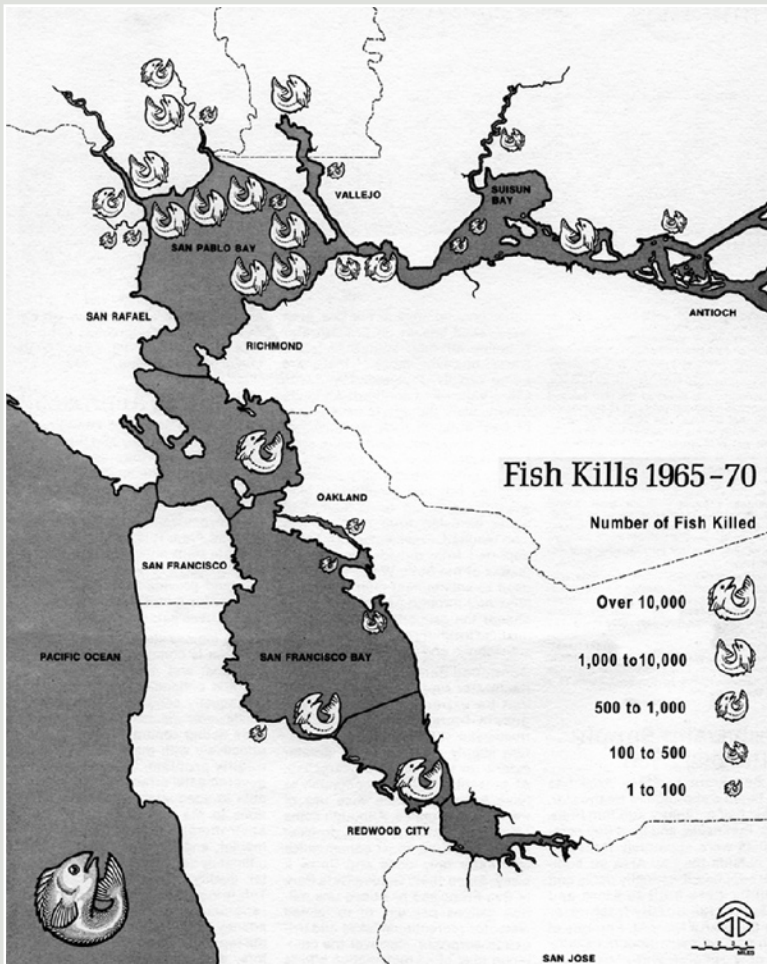 VALLEJO
SUISUN
BAY
SAN PABLO BAY
ANTIOCH
SAN RAFAEL
RICHMOND
Fish Kills 1965–70
Number of Fish Killed
OAKLAND
SAN FRANCISCO
Over 10,000
PACIFIC OCEAN
SAN FRANCISCO BAY
1,000 to 10,000
500 to 1,000
100 to 500
1 to 100
REDWOOD CITY
MILES
SAN JOSE